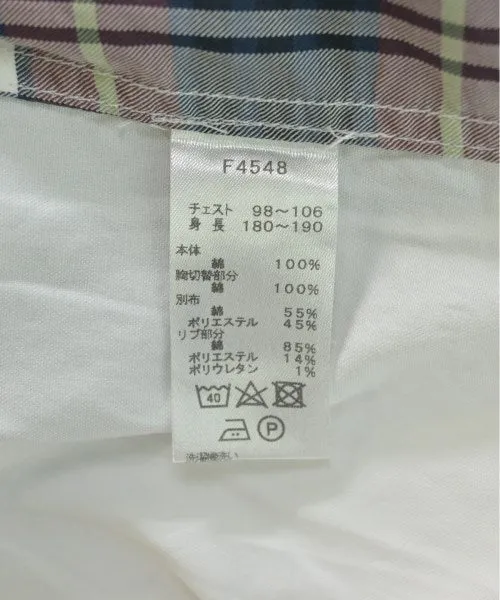 F4548
チェスト 98～106
身長 180～190
本体
綿 100%
胸切替部分
綿 100%
別布
綿 55%
ポリエステル 45%
リブ部分
綿 85%
ポリエステル 14%
ポリウレタン 1%
40
P